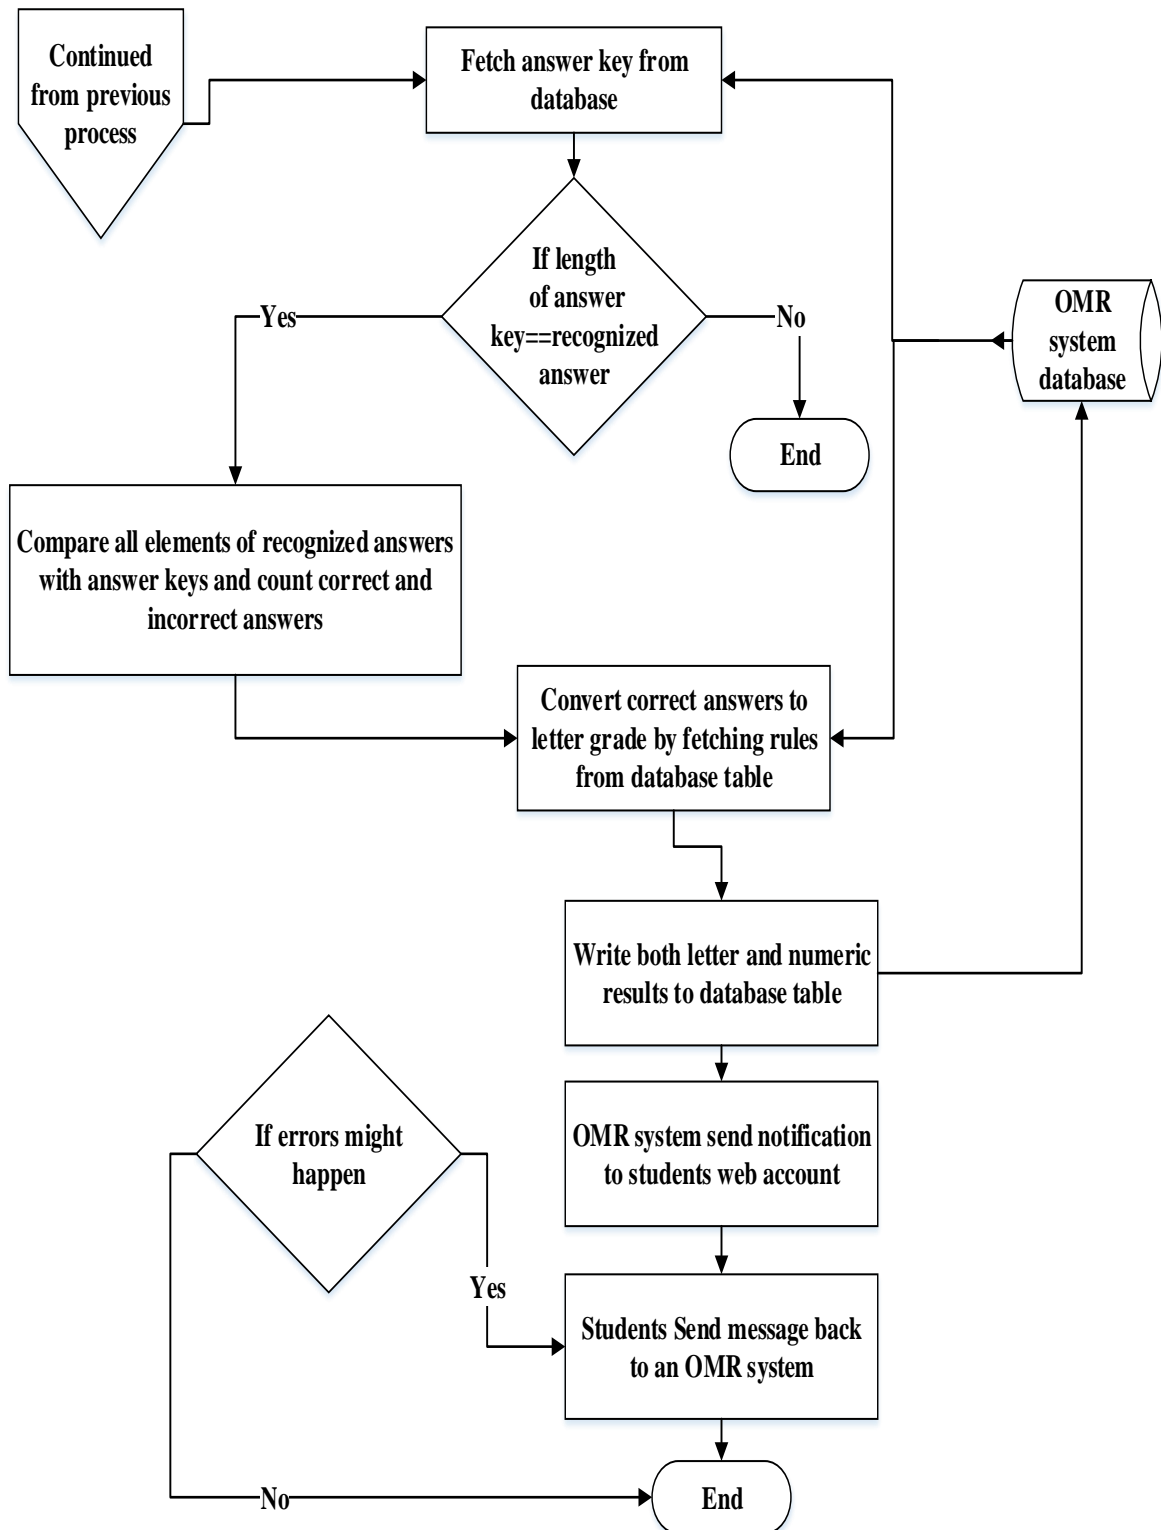 Continued
from previous
process
Fetch answer key from
database
If length
of answer
key==recognized
answer
Yes
No
End
OMR
system
database
Compare all elements of recognized answers
with answer keys and count correct and
incorrect answers
Convert correct answers to
letter grade by fetching rules
from database table
Write both letter and numeric
results to database table
If errors might
happen
OMR system send notification
to students web account
Yes
Students Send message back
to an OMR system
No
End